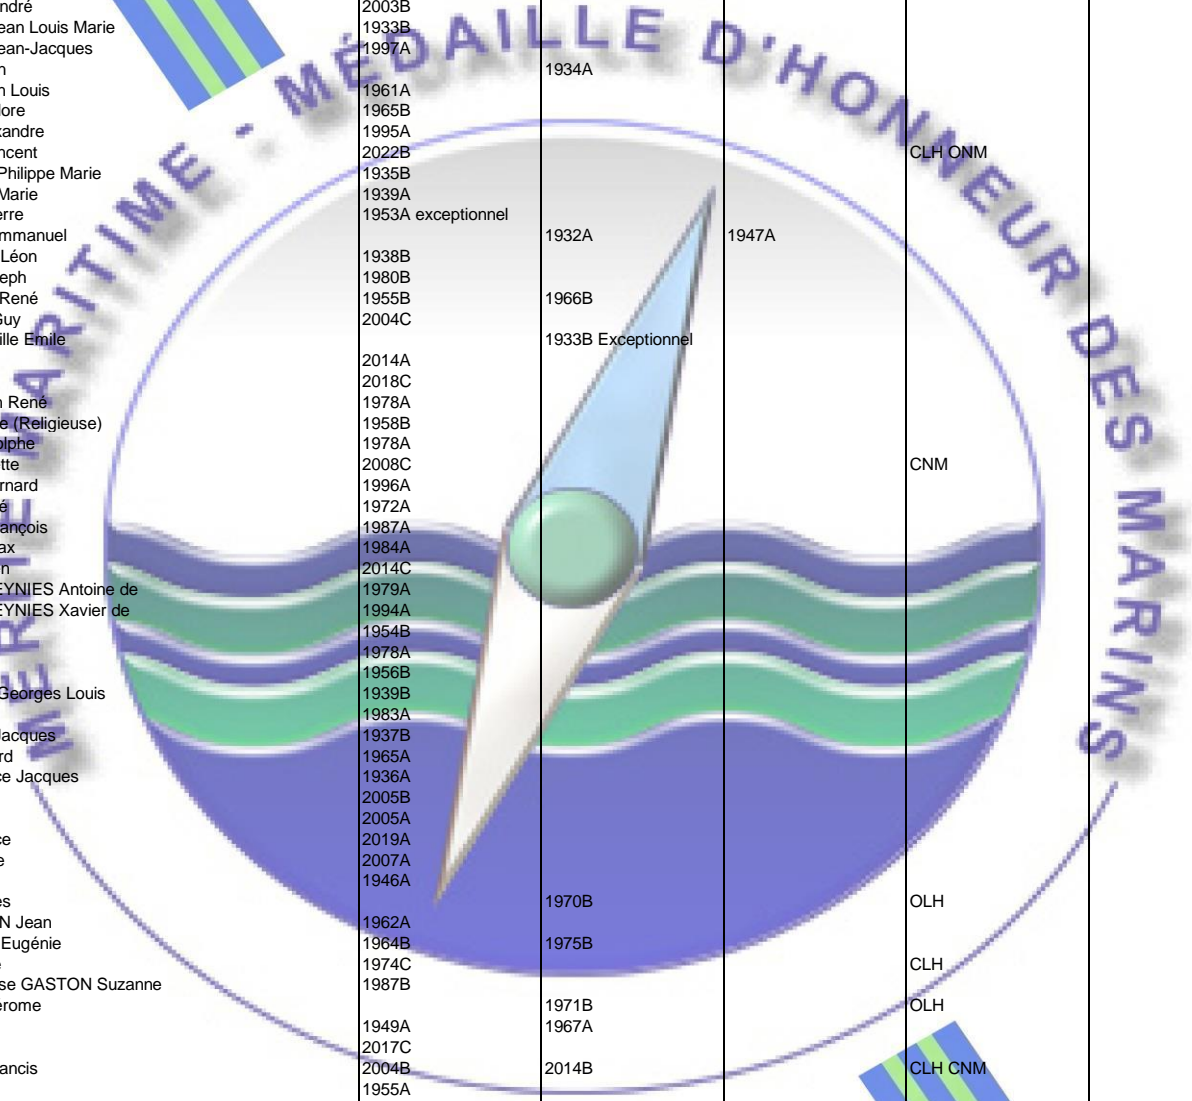 MÉRITE MARITIME - MÉDAILLE D'HONNEUR DES MARINS
ndré 2003B
ean Louis Marie 1933B
ean-Jacques 1997A
n 1934A
n Louis 1961A
lore 1965B
xandre 1995A
ncent 2022B CLH ONM
Philippe Marie 1935B
Marie 1939A
erre 1953A exceptionnel
mmanuel 1932A 1947A
Léon 1938B
eph 1980B
René 1955B 1966B
Guy 2004C
ille Emile 1933B Exceptionnel
2014A
2018C
n René 1978A
e (Religieuse) 1958B
olphe 1978A
tte 2008C CNM
rnard 1996A
é 1972A
ançois 1987A
ax 1984A
n 2014C
EYNIES Antoine de 1979A
EYNIES Xavier de 1994A
1954B
1978A
1956B
Georges Louis 1939B
1983A
Jacques 1937B
rd 1965A
ce Jacques 1936A
2005B
2005A
ce 2019A
e 2007A
1946A
es 1970B OLH
N Jean 1962A
Eugénie 1964B 1975B
e 1974C CLH
se GASTON Suzanne 1987B
erome 1971B OLH
1949A 1967A
2017C
ancis 2004B 2014B CLH CNM
1955A